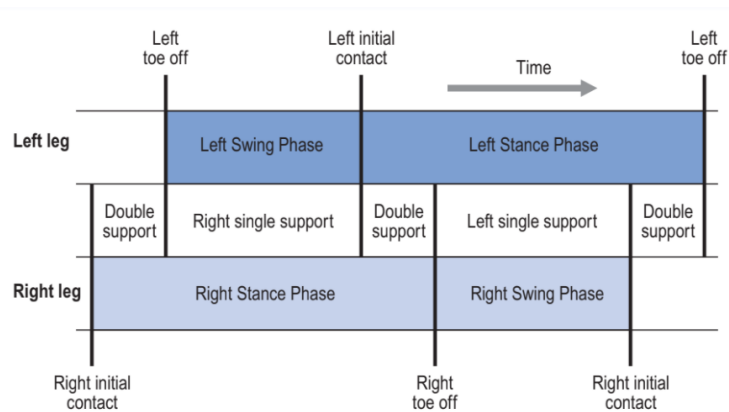 Left
toe off
Left initial
contact
Time
Left
toe off
Left leg
Left Swing Phase
Left Stance Phase
Double
support
Right single support
Double
support
Left single support
Double
support
Right leg
Right Stance Phase
Right Swing Phase
Right initial
contact
Right
toe off
Right initial
contact